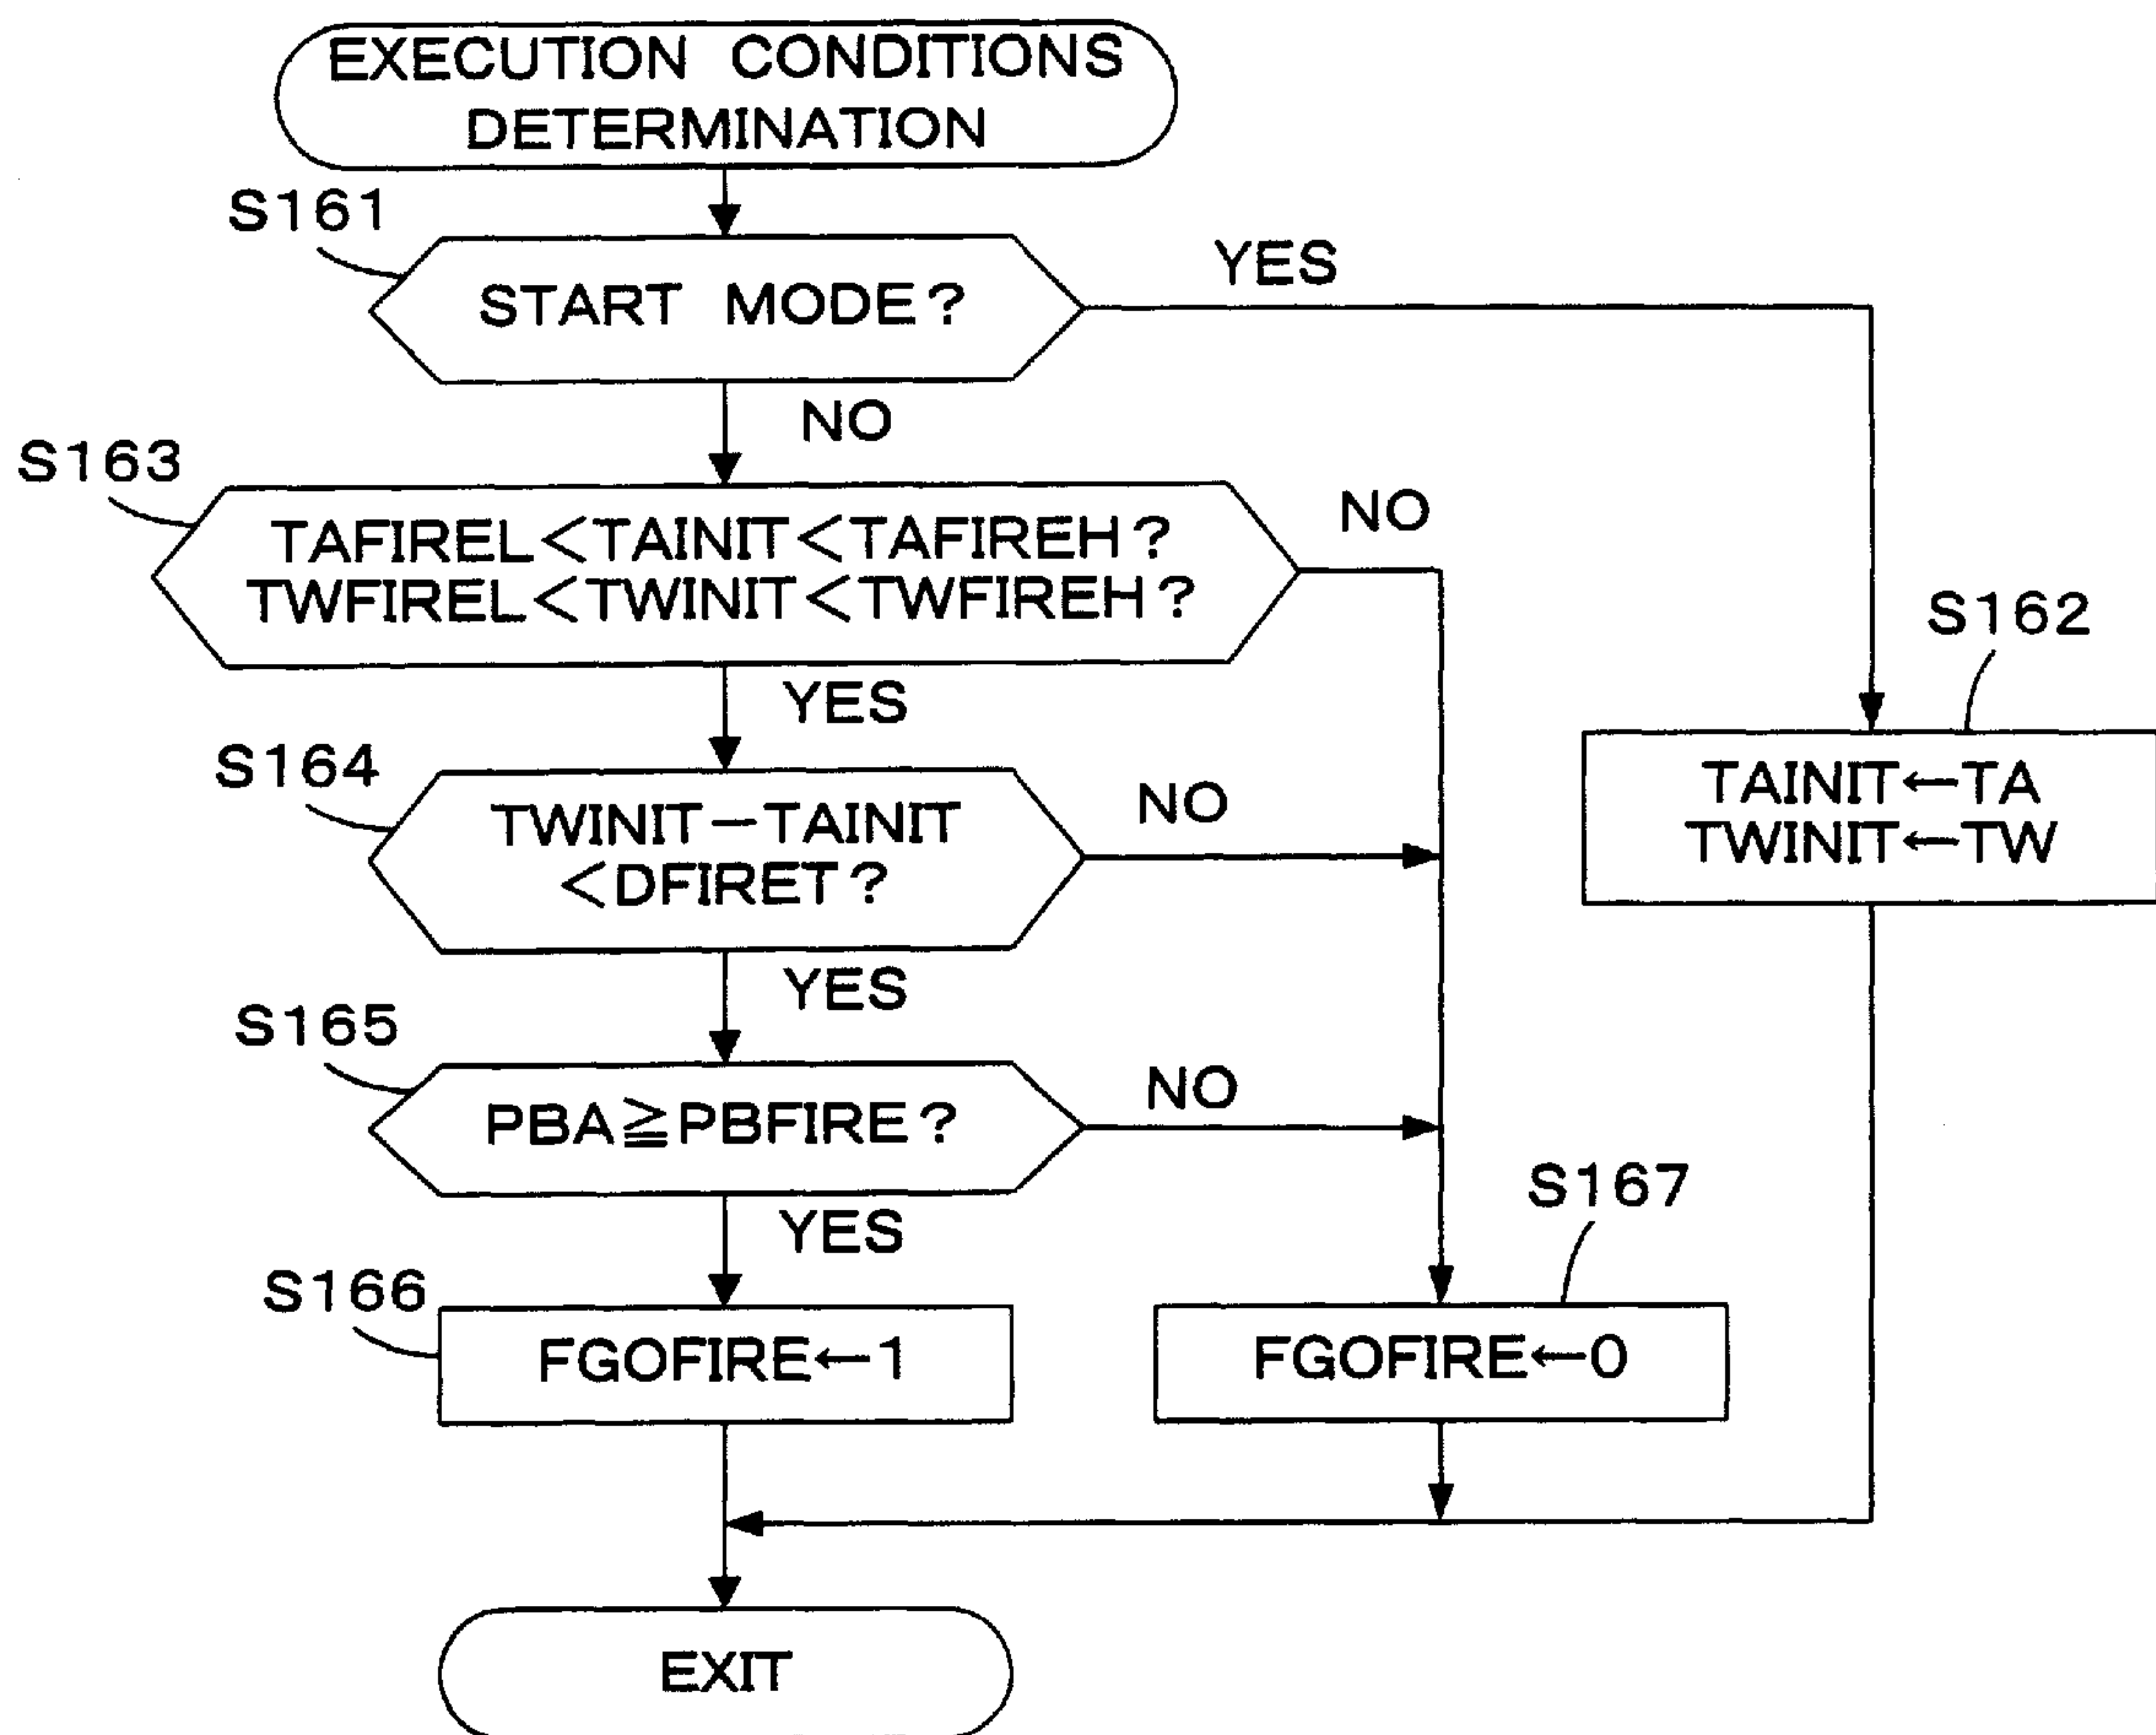 EXECUTION CONDITIONS
DETERMINATION
S161
START MODE?
YES
NO
S163
TAFIREL<TAINIT<TAFIREH?
TWFIREL<TWINIT<TWFIREH?
NO
YES
S162
TAINIT←TA
TWINIT←TW
S164
TWINIT−TAINIT
<DFIRET?
NO
YES
S165
PBA≧PBFIRE?
NO
YES
S166
FGOFIRE←1
S167
FGOFIRE←0
EXIT